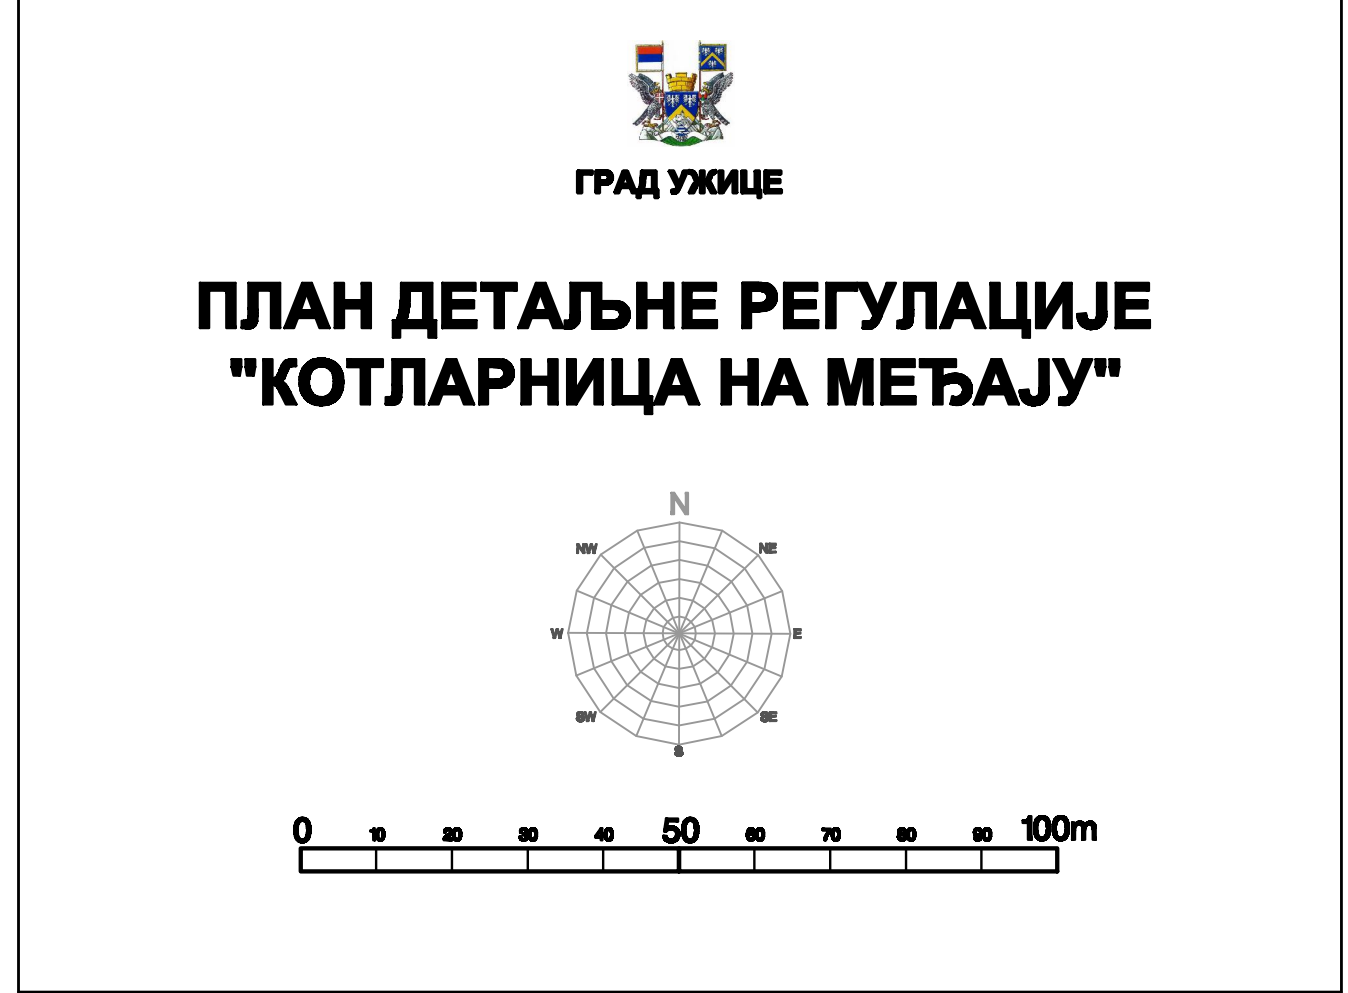 ГРАД УЖИЦЕ
ПЛАН ДЕТАЉНЕ РЕГУЛАЦИЈЕ
"КОТЛАРНИЦА НА МЕЂАЈУ"
N
NW NE
W E
SW SE
S
0 10 20 30 40 50 60 70 80 90 100m